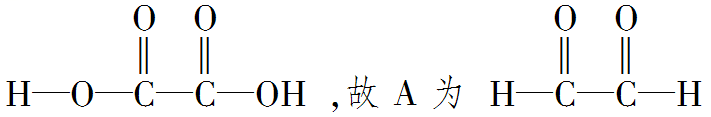 O O O O
‖ ‖ ‖ ‖
H—O—C—C—OH ,故 A 为 H—C—C—H